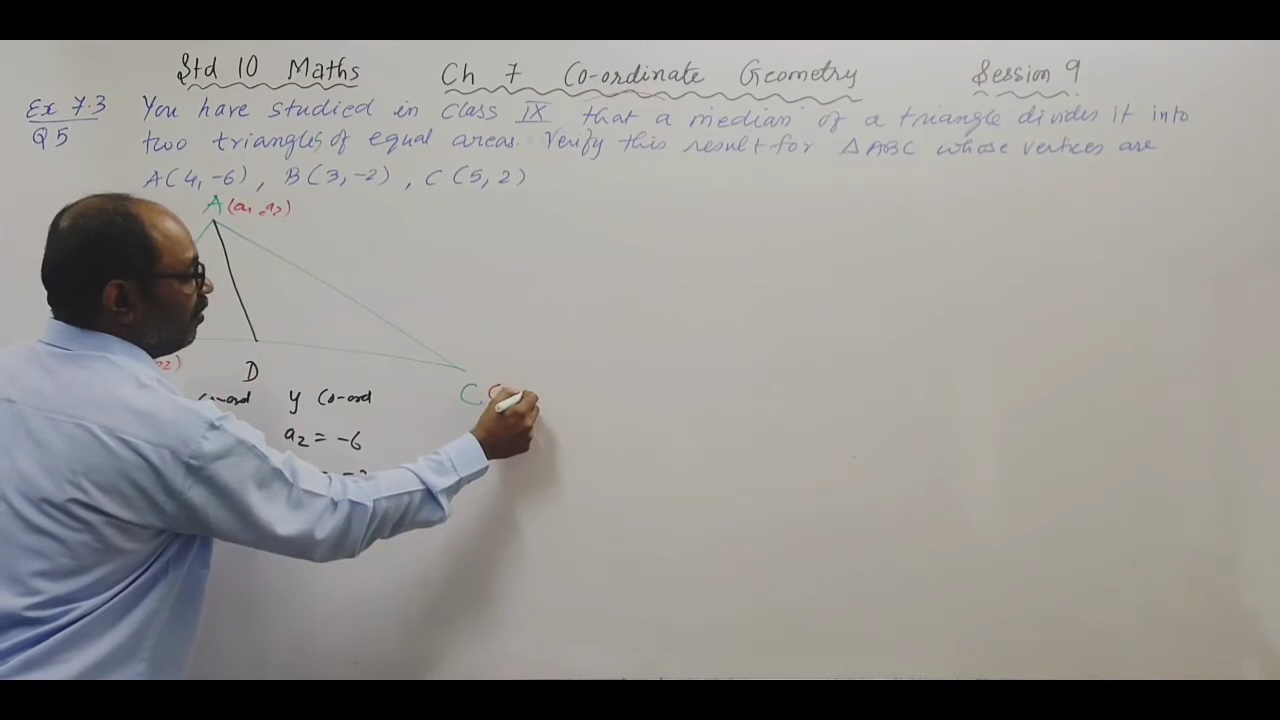 Std 10 Maths Ch 7 Co-ordinate Geometry Session 9
Ex 7.3 You have studied in Class IX that a median of a triangle divides it into
Q5 two triangles of equal areas. Verify this result for △ABC whose vertices are
A(4,-6), B(3,-2), C(5,2)
A(a1,a2)
D
C
y Co-ord
a2 = -6